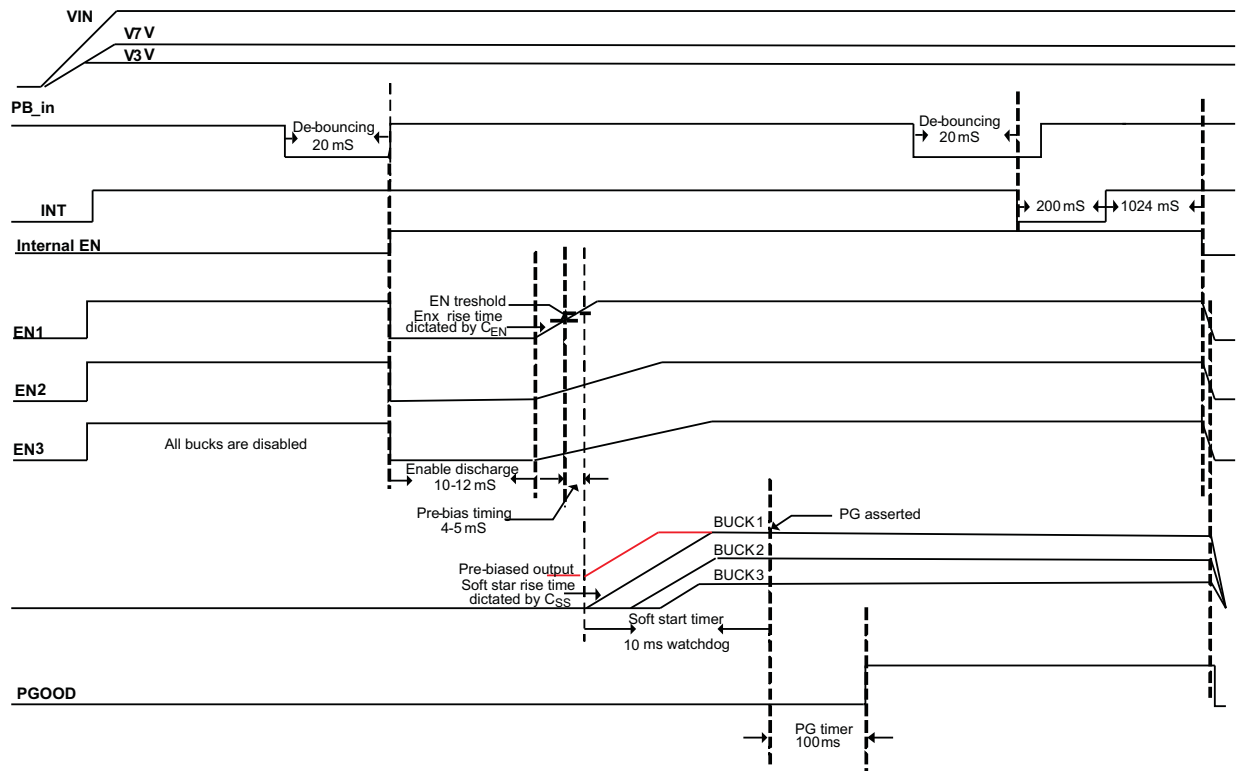 VIN
V7V
V3V
PB_in
De-bouncing
20 mS
De-bouncing
20 mS
INT
200 mS
1024 mS
Internal EN
EN treshold
Enx rise time
dictated by CEN
EN1
EN2
EN3
All bucks are disabled
Enable discharge
10-12 mS
Pre-bias timing
4-5 mS
BUCK1
PG asserted
BUCK2
BUCK3
Pre-biased output
Soft star rise time
dictated by CSS
Soft start timer
10 ms watchdog
PGOOD
PG timer
100ms